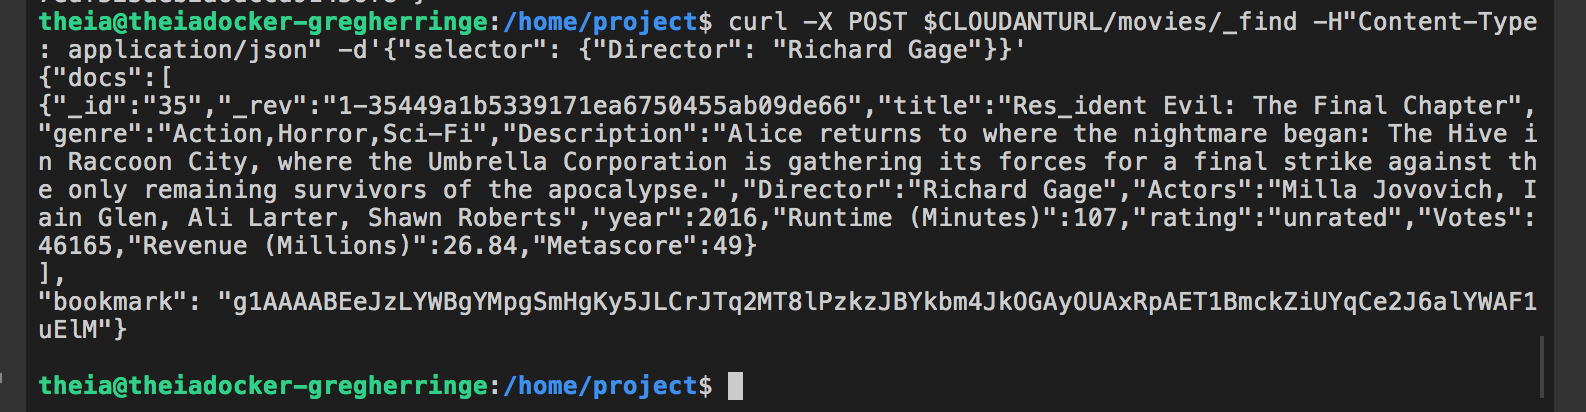 theia@theiadocker-gregherringe:/home/project$ curl -X POST $CLOUDANTURL/movies/_find -H"Content-Type
: application/json" -d'{"selector": {"Director": "Richard Gage"}}'
{"docs":[
{"_id":"35","_rev":"1-35449a1b5339171ea6750455ab09de66","title":"Res_ident Evil: The Final Chapter",
"genre":"Action,Horror,Sci-Fi","Description":"Alice returns to where the nightmare began: The Hive i
n Raccoon City, where the Umbrella Corporation is gathering its forces for a final strike against th
e only remaining survivors of the apocalypse.","Director":"Richard Gage","Actors":"Milla Jovovich, I
ain Glen, Ali Larter, Shawn Roberts","year":2016,"Runtime (Minutes)":107,"rating":"unrated","Votes":
46165,"Revenue (Millions)":26.84,"Metascore":49}
],
"bookmark": "g1AAAABEeJzLYWBgYMpgSmHgKy5JLCrJTq2MT8lPzkzJBYkbm4JkOGAyOUAxRpAET1BmckZiUYqCe2J6alYWAF1
uElM"}
theia@theiadocker-gregherringe:/home/project$